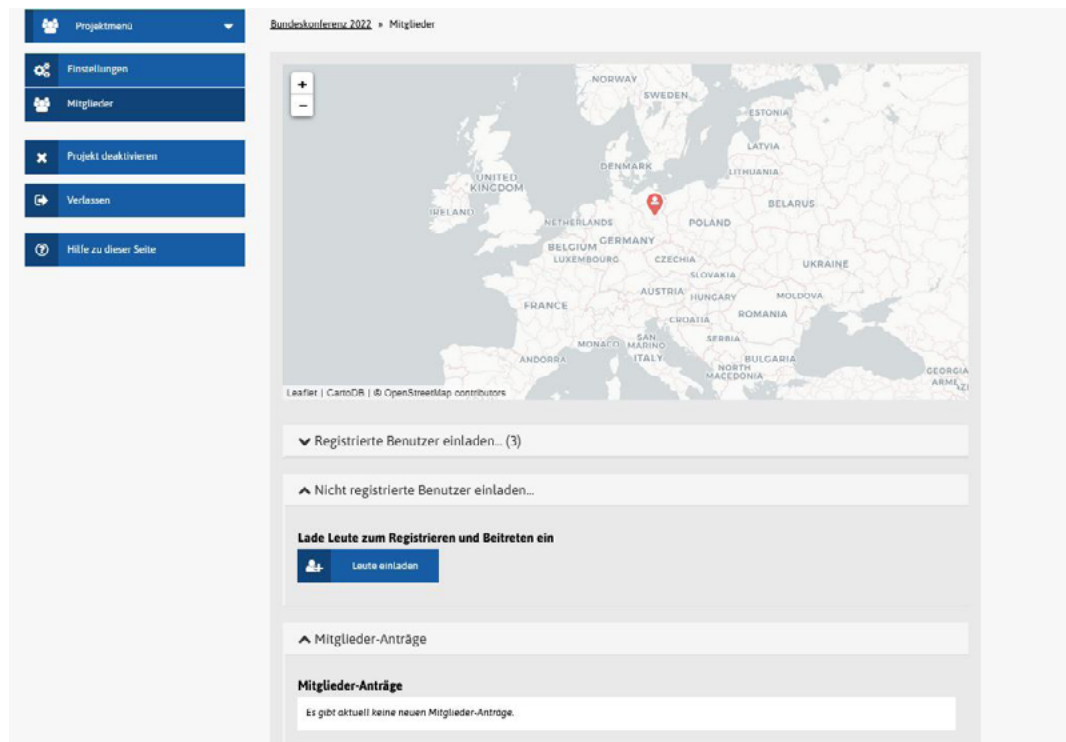 Projektmenü
Einstellungen
Mitglieder
Projekt deaktivieren
Verlassen
Hilfe zu dieser Seite
Bundeskonferenz 2022 » Mitglieder
+
−
NORWAY
SWEDEN
ESTONIA
LATVIA
DENMARK
LITHUANIA
UNITED
KINGDOM
BELARUS
IRELAND
NETHERLANDS
POLAND
GERMANY
BELGIUM
LUXEMBOURG
CZECHIA
UKRAINE
SLOVAKIA
AUSTRIA
HUNGARY
MOLDOVA
FRANCE
ROMANIA
CROATIA
SAN
MARINO
SERBIA
MONACO
ANDORRA
ITALY
BULGARIA
NORTH
MACEDONIA
GEORGIA
Leaflet | CartoDB | © OpenStreetMap contributors
Registrierte Benutzer einladen... (3)
Nicht registrierte Benutzer einladen...
Lade Leute zum Registrieren und Beitreten ein
Leute einladen
Mitglieder-Anträge
Mitglieder-Anträge
Es gibt aktuell keine neuen Mitglieder-Anträge.